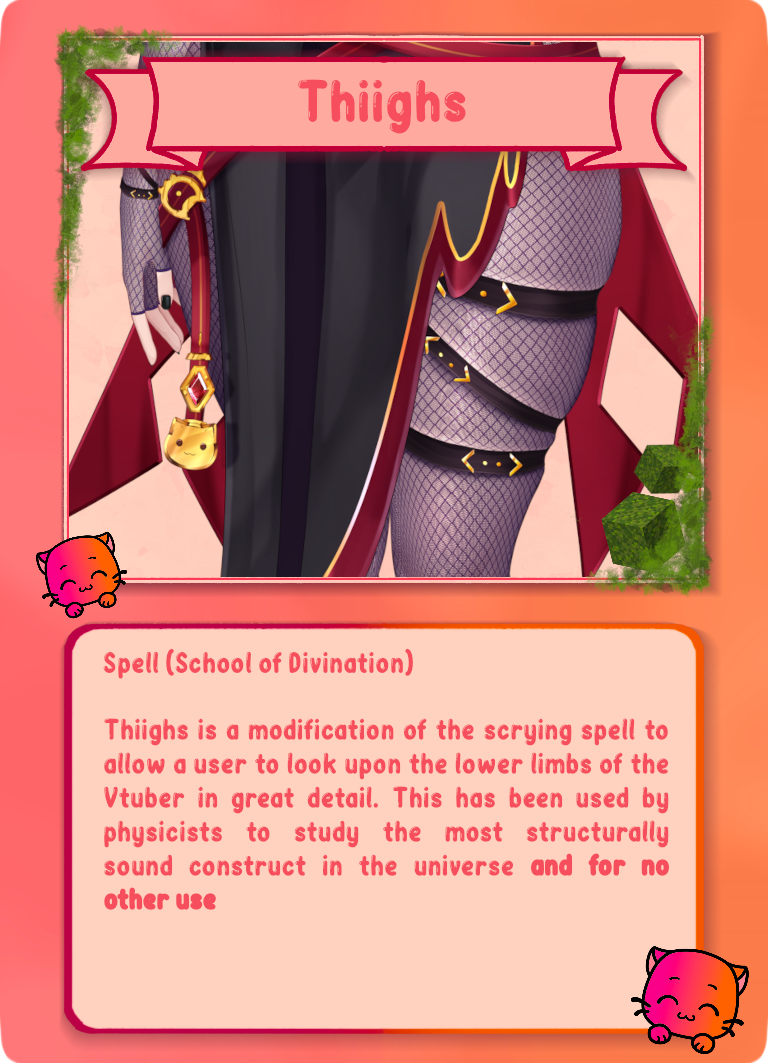 Thiighs
Spell (School of Divination)
Thiighs is a modification of the scrying spell to
allow a user to look upon the lower limbs of the
Vtuber in great detail. This has been used by
physicists to study the most structurally
sound construct in the universe and for no
other use